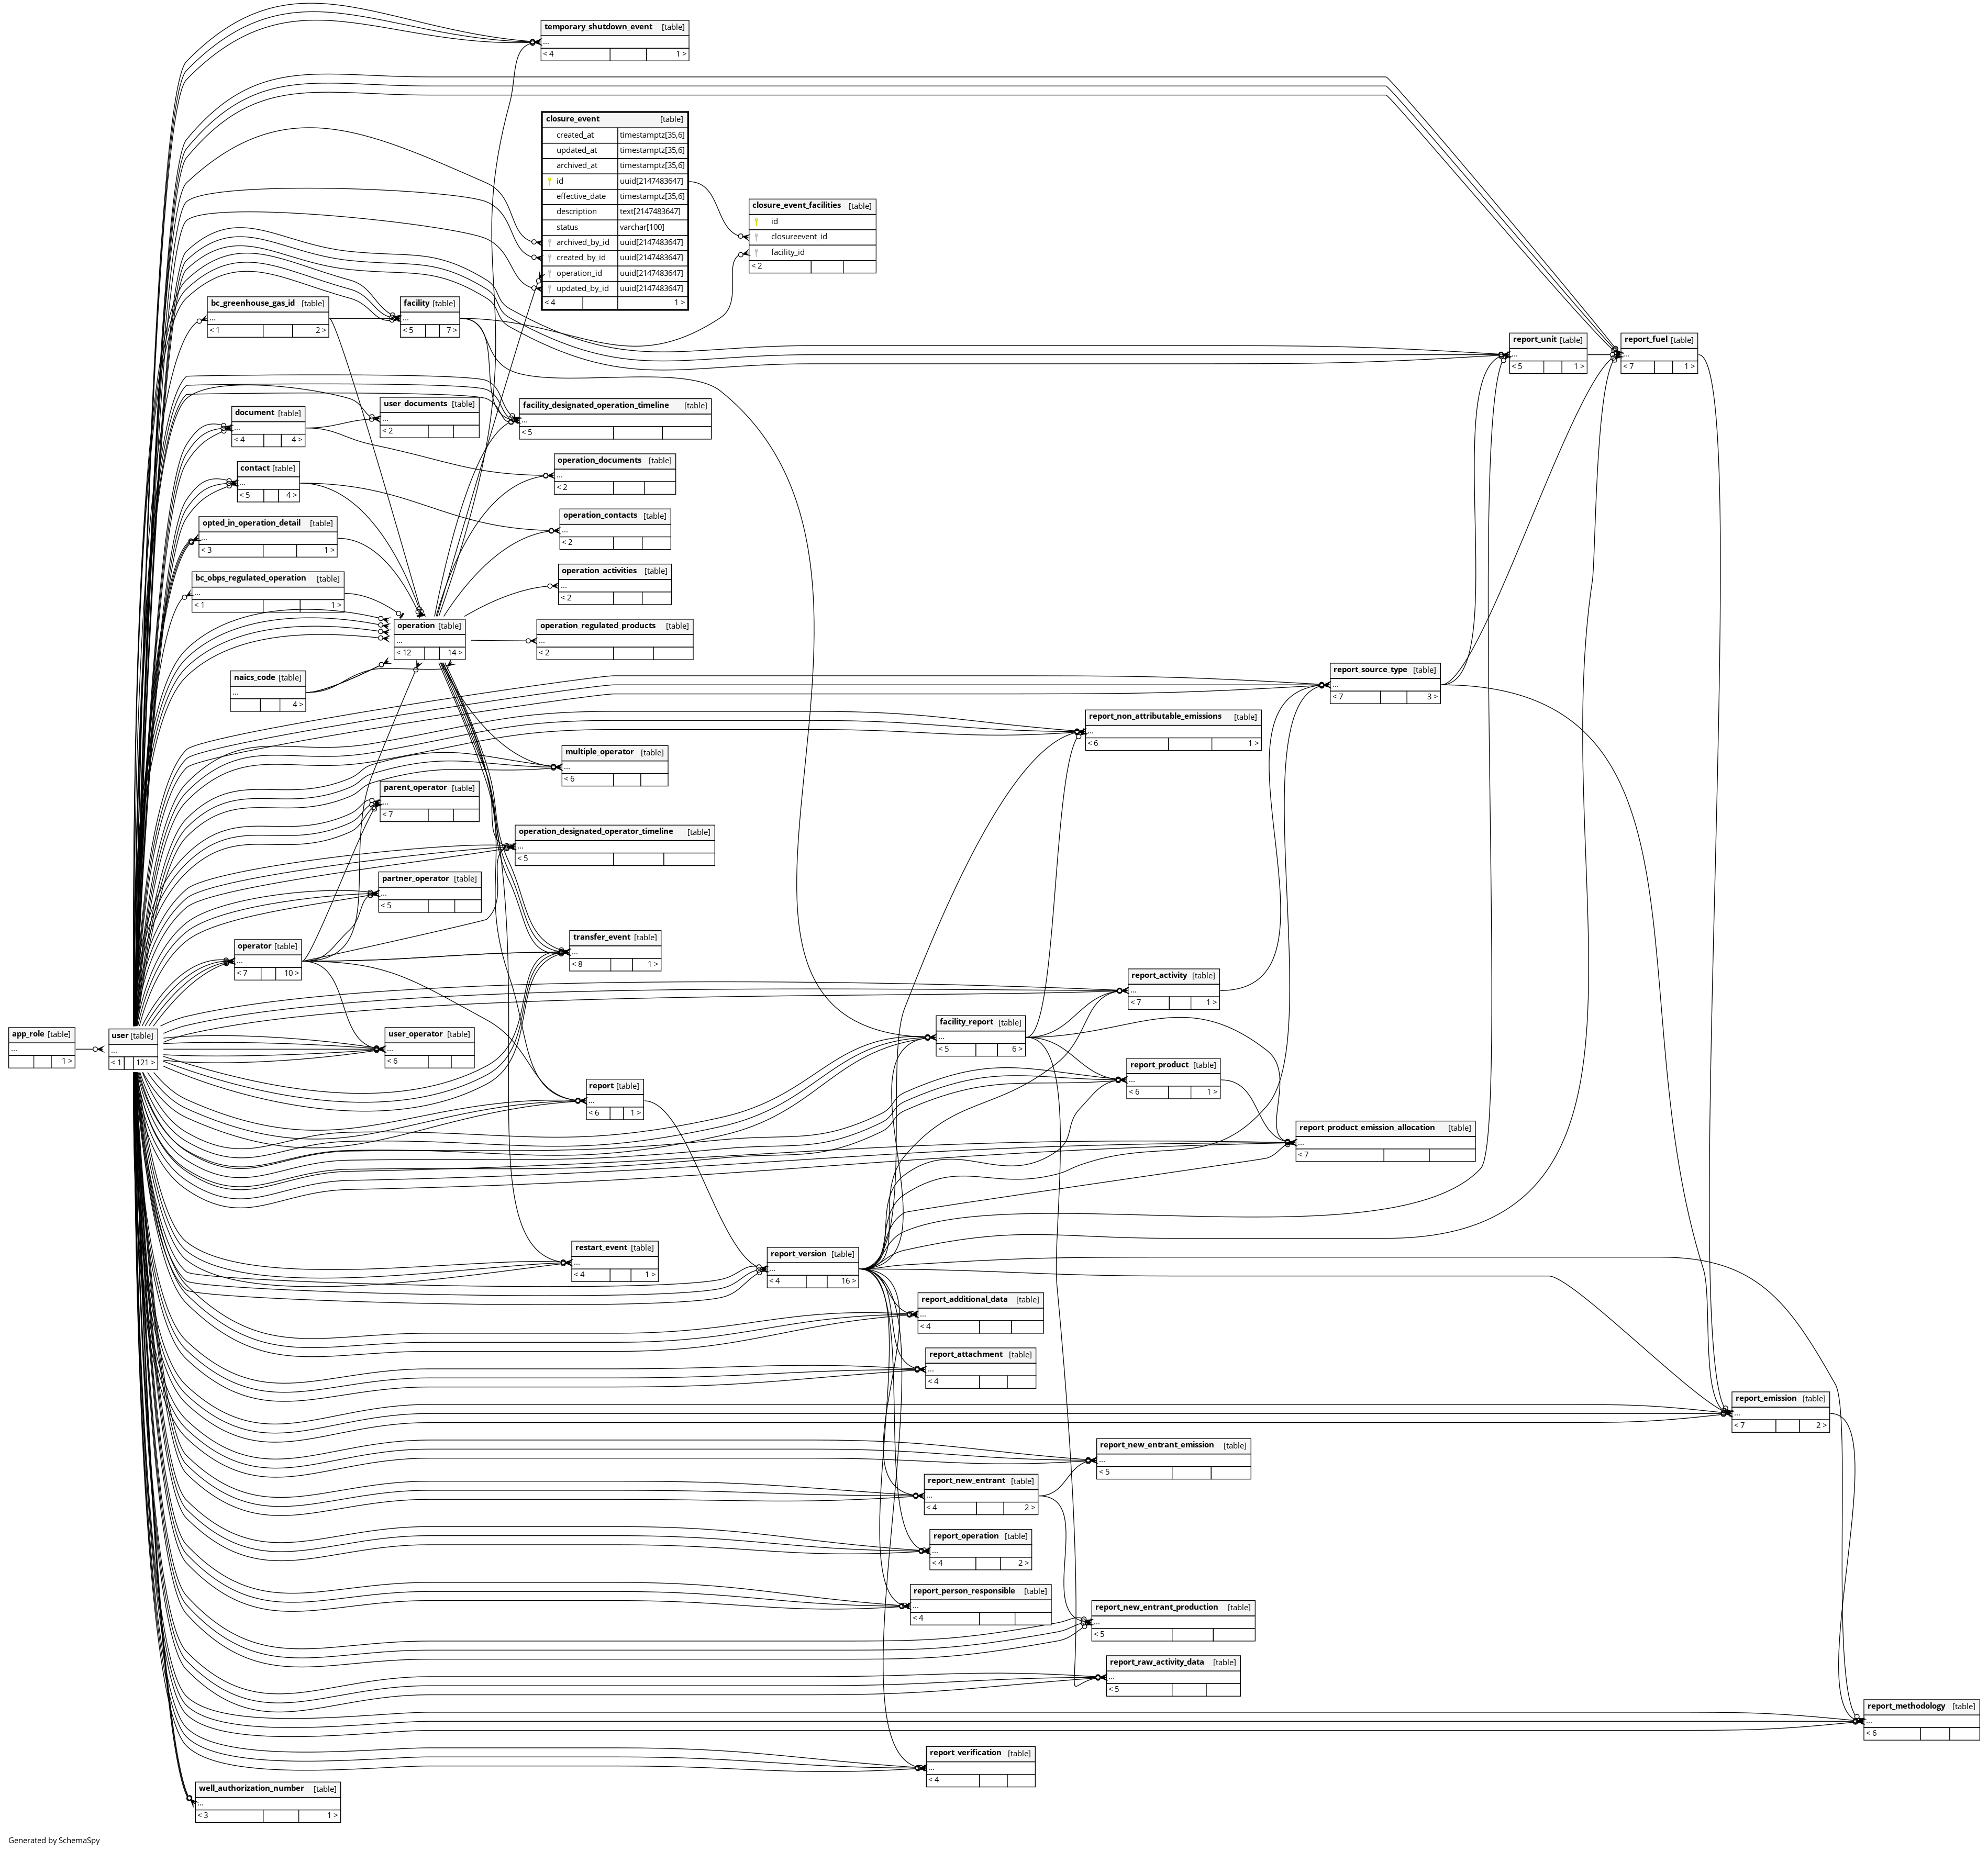 temporary_shutdown_event [table]
...
< 4 1 >
closure_event [table]
created_at timestamptz[35,6]
updated_at timestamptz[35,6]
archived_at timestamptz[35,6]
id uuid[2147483647]
effective_date timestamptz[35,6]
description text[2147483647]
status varchar[100]
archived_by_id uuid[2147483647]
created_by_id uuid[2147483647]
operation_id uuid[2147483647]
updated_by_id uuid[2147483647]
< 4 1 >
closure_event_facilities [table]
id
closureevent_id
facility_id
< 2
bc_greenhouse_gas_id [table]
...
< 1 2 >
facility [table]
...
< 5 7 >
report_unit [table]
...
< 5 1 >
report_fuel [table]
...
< 7 1 >
document [table]
...
< 4 4 >
user_documents [table]
...
< 2
facility_designated_operation_timeline [table]
...
< 5
operation_documents [table]
...
< 2
contact [table]
...
< 5 4 >
operation_contacts [table]
...
< 2
opted_in_operation_detail [table]
...
< 3 1 >
operation_activities [table]
...
< 2
bc_obps_regulated_operation [table]
...
< 1 1 >
operation [table]
...
< 12 14 >
operation_regulated_products [table]
...
< 2
naics_code [table]
...
4 >
report_source_type [table]
...
< 7 3 >
report_non_attributable_emissions [table]
...
< 6 1 >
multiple_operator [table]
...
< 6
parent_operator [table]
...
< 7
operation_designated_operator_timeline [table]
...
< 5
partner_operator [table]
...
< 5
operator [table]
...
< 7 10 >
transfer_event [table]
...
< 8 1 >
report_activity [table]
...
< 7 1 >
app_role [table]
...
1 >
user [table]
...
< 1 121 >
user_operator [table]
...
< 6
facility_report [table]
...
< 5 6 >
report_product [table]
...
< 6 1 >
report [table]
...
< 6 1 >
report_product_emission_allocation [table]
...
< 7
restart_event [table]
...
< 4 1 >
report_version [table]
...
< 4 16 >
report_additional_data [table]
...
< 4
report_attachment [table]
...
< 4
report_emission [table]
...
< 7 2 >
report_new_entrant_emission [table]
...
< 5
report_new_entrant [table]
...
< 4 2 >
report_operation [table]
...
< 4 2 >
report_person_responsible [table]
...
< 4
report_new_entrant_production [table]
...
< 5
report_raw_activity_data [table]
...
< 5
report_methodology [table]
...
< 6
report_verification [table]
...
< 4
well_authorization_number [table]
...
< 3 1 >
Generated by SchemaSpy